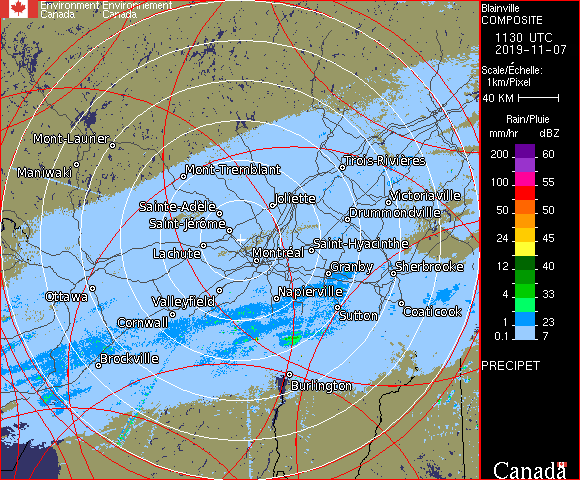 Environment Environnement
Canada Canada
Blainville
COMPOSITE
1130 UTC
2019-11-07
Scale/Échelle:
1km/Pixel
40 KM
Rain/Pluie
mm/hr dBZ
200 60
100 55
50 50
24 45
12 40
4 33
1 23
0.1 7
PRECIPET
Canada
Mont-Laurier
Maniwaki
Mont-Tremblant
Trois-Rivières
Sainte-Adèle
Joliette
Victoriaville
Drummondville
Saint-Jérôme
Saint-Hyacinthe
Lachute
Montréal
Granby
Sherbrooke
Ottawa
Valleyfield
Napierville
Coaticook
Cornwall
Sutton
Brockville
Burlington